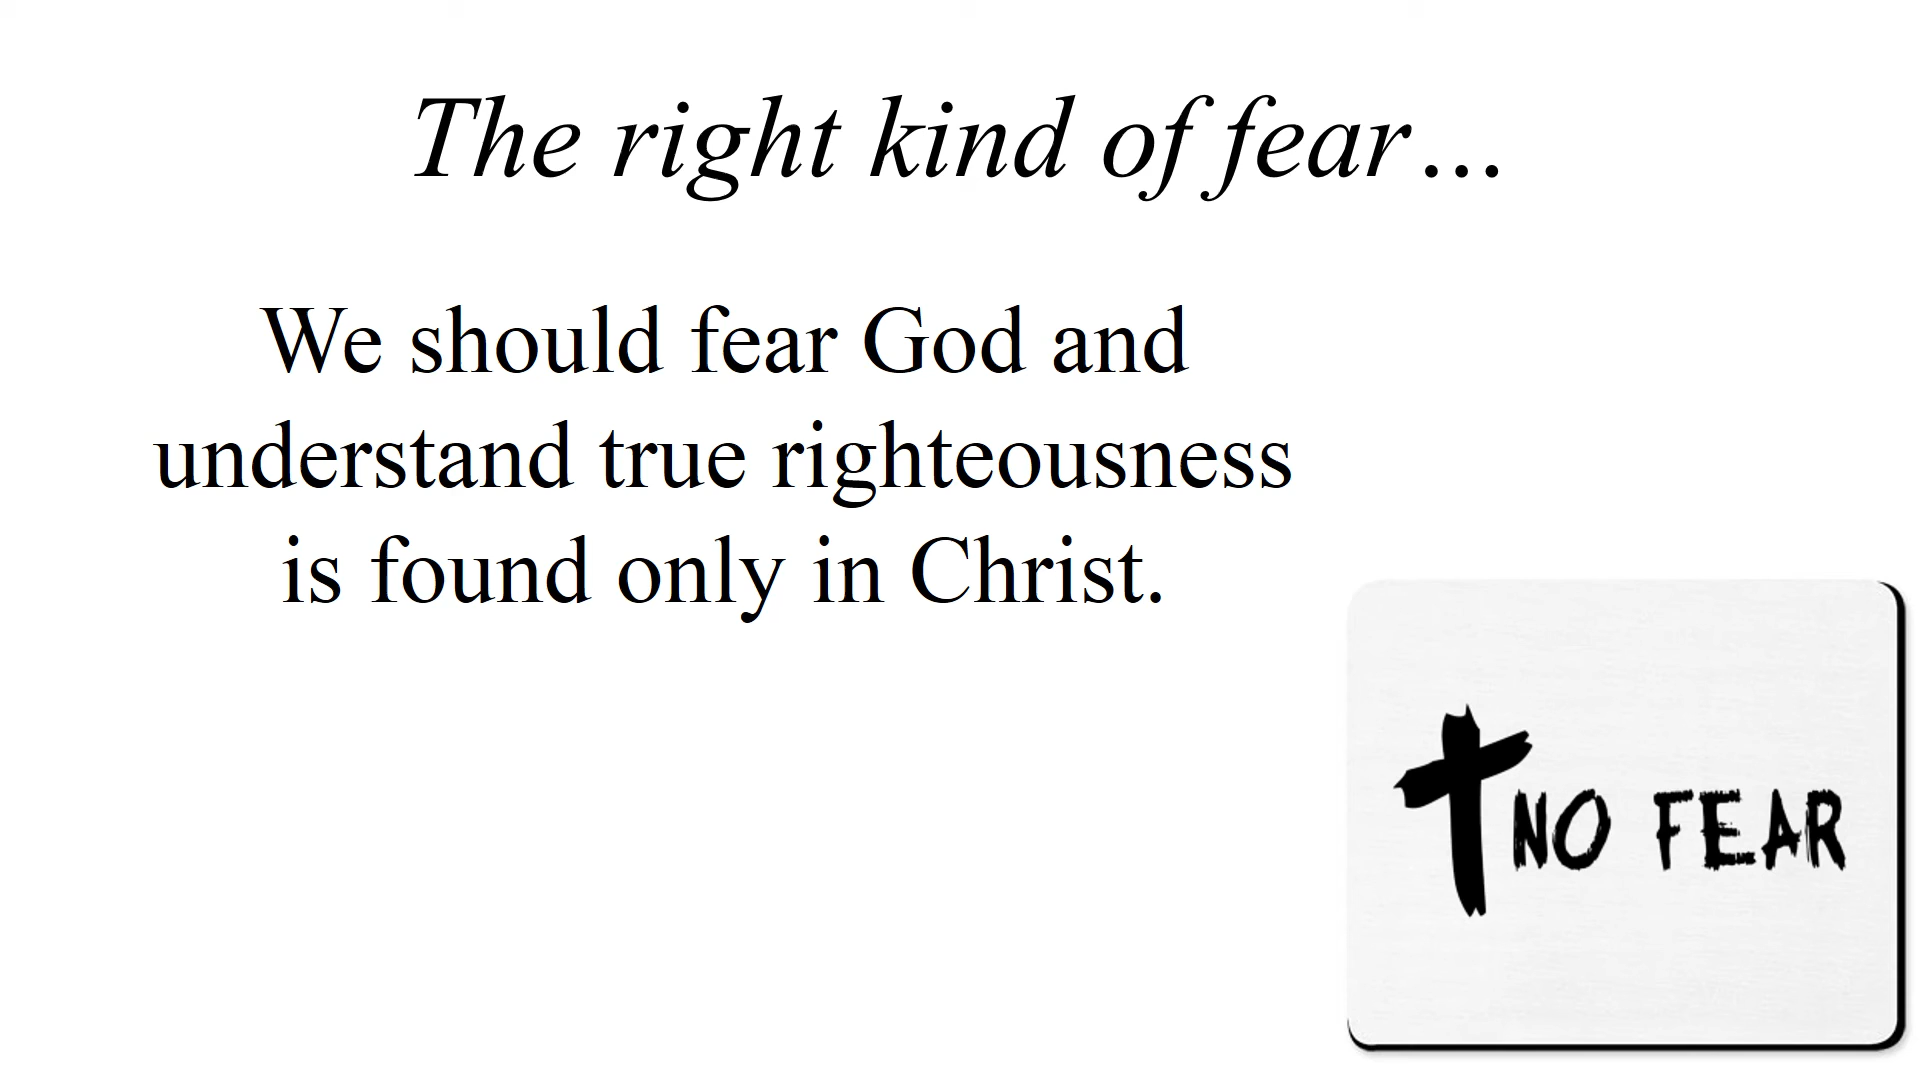 The right kind of fear…
We should fear God and
understand true righteousness
is found only in Christ.
NO FEAR